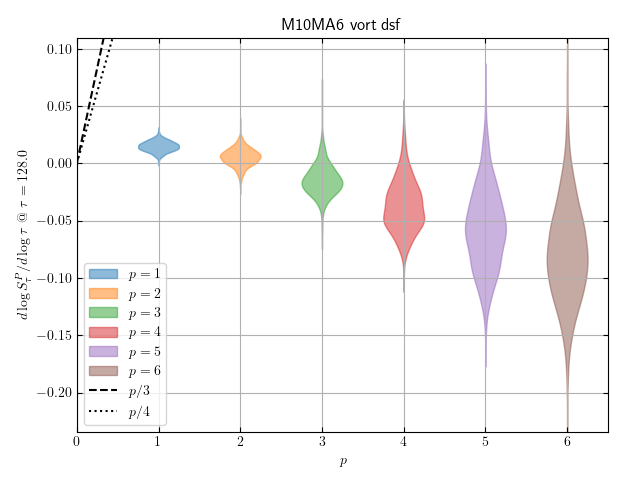 M10MA6 vort dsf
0.10
0.05
0.00
−0.05
−0.10
−0.15
−0.20
d log S_τ^P / d log τ @ τ = 128.0
p = 1
p = 2
p = 3
p = 4
p = 5
p = 6
p/3
p/4
0 1 2 3 4 5 6
p